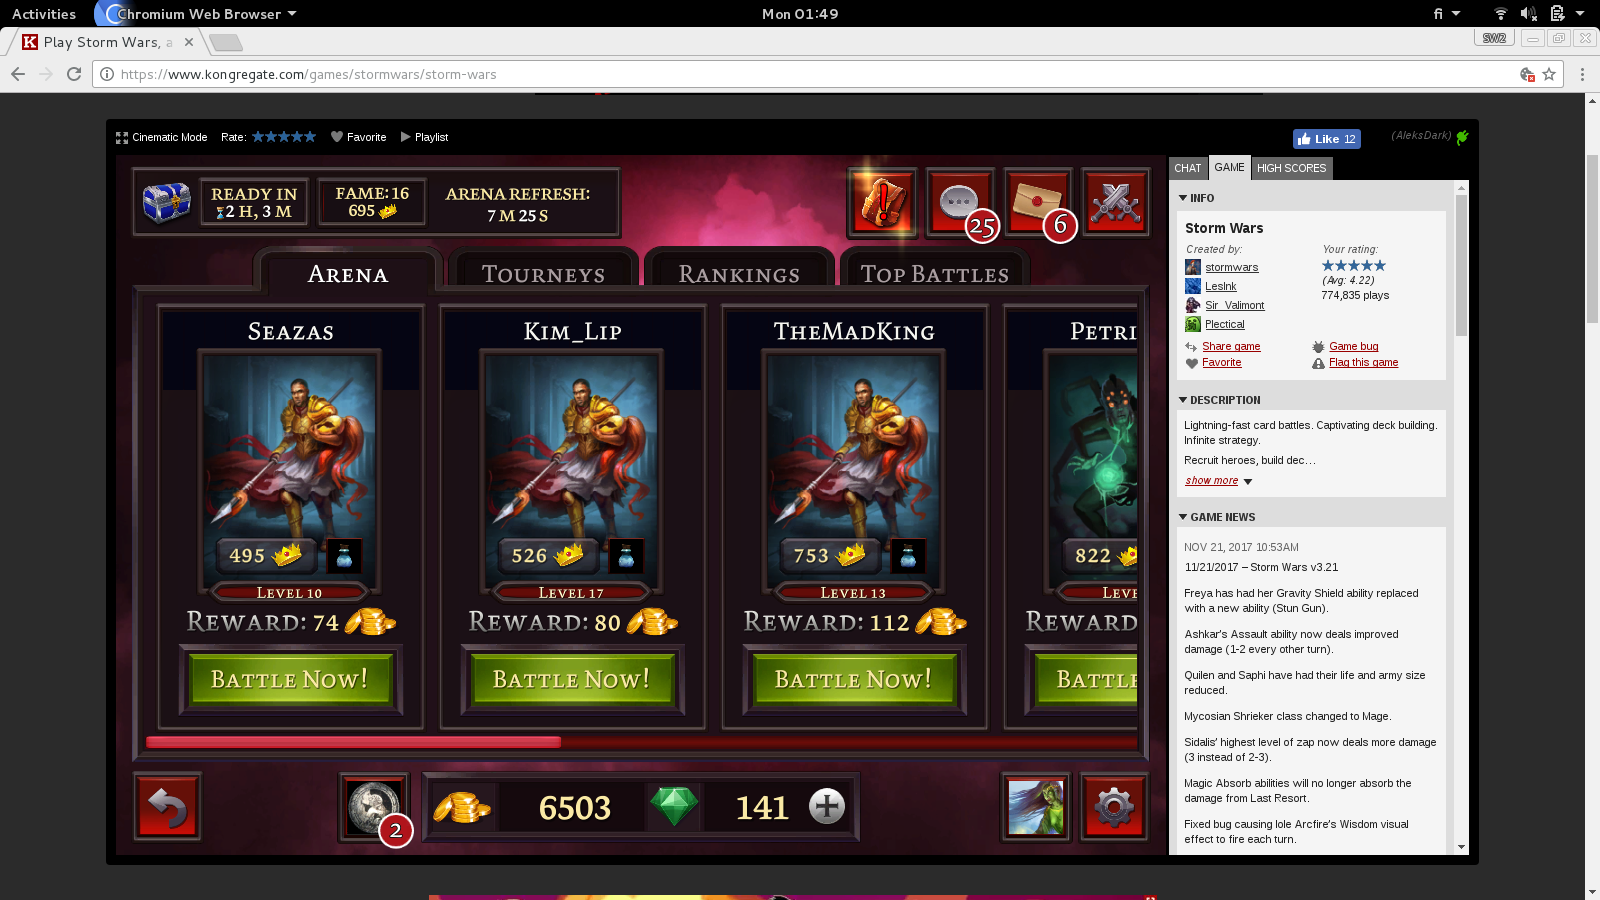 Activities
Chromium Web Browser
Mon 01:49
fi
Play Storm Wars, a
SW2
https://www.kongregate.com/games/stormwars/storm-wars
Cinematic Mode
Rate:
Favorite
Playlist
Like 12
(AleksDark)
READY IN
2 H, 3 M
FAME: 16
695
ARENA REFRESH:
7 M 25 S
25
6
ARENA
TOURNEYS
RANKINGS
TOP BATTLES
SEAZAS
495
LEVEL 10
REWARD: 74
BATTLE NOW!
KIM_LIP
526
LEVEL 17
REWARD: 80
BATTLE NOW!
THEMADKING
753
LEVEL 13
REWARD: 112
BATTLE NOW!
PETRI
822
LEVE
REWARD
BATTLE
2
6503
141
CHAT
GAME
HIGH SCORES
INFO
Storm Wars
Created by:
stormwars
LesInk
Sir_Valimont
Plectical
Your rating:
(Avg: 4.22)
774,835 plays
Share game
Game bug
Favorite
Flag this game
DESCRIPTION
Lightning-fast card battles. Captivating deck building.
Infinite strategy.
Recruit heroes, build dec…
show more
GAME NEWS
NOV 21, 2017 10:53AM
11/21/2017 – Storm Wars v3.21
Freya has had her Gravity Shield ability replaced
with a new ability (Stun Gun).
Ashkar's Assault ability now deals improved
damage (1-2 every other turn).
Quilen and Saphi have had their life and army size
reduced.
Mycosian Shrieker class changed to Mage.
Sidalis' highest level of zap now deals more damage
(3 instead of 2-3).
Magic Absorb abilities will no longer absorb the
damage from Last Resort.
Fixed bug causing Iole Arcfire's Wisdom visual
effect to fire each turn.